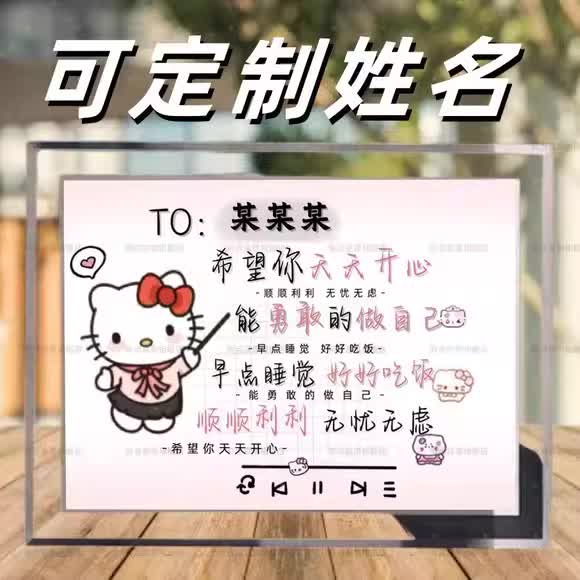 可定制姓名
TO: 某某某
希望你天天开心
-顺顺利利 无忧无虑-
能勇敢的做自己
-早点睡觉 好好吃饭-
早点睡觉 好好吃饭
-能勇敢的做自己-
顺顺利利 无忧无虑
-希望你天天开心-